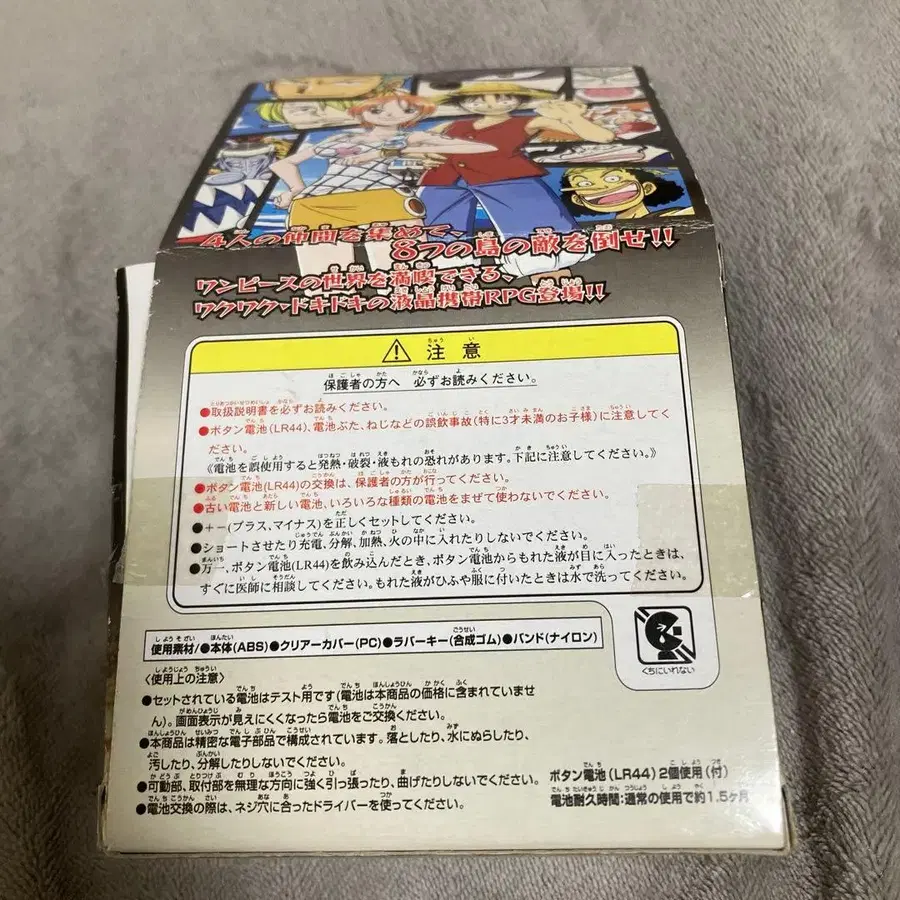 4人の仲間を集めて、
8つの島の敵を倒せ!!
ワンピースの世界を満喫できる、
ワクワク・ドキドキの液晶携帯RPG登場!!
⚠ 注意
保護者の方へ 必ずお読みください。
●取扱説明書を必ずお読みください。
●ボタン電池(LR44)、電池ぶた、ねじなどの誤飲事故(特に3才未満のお子様)に注意してく
ださい。
《電池を誤使用すると発熱・破裂・液もれの恐れがあります。下記に注意してください。》
●ボタン電池(LR44)の交換は、保護者の方が行ってください。
●古い電池と新しい電池、いろいろな種類の電池をまぜて使わないでください。
●+-(プラス、マイナス)を正しくセットしてください。
●ショートさせたり充電、分解、加熱、火の中に入れたりしないでください。
●万一、ボタン電池(LR44)を飲み込んだとき、ボタン電池からもれた液が目に入ったときは、
すぐに医師に相談してください。もれた液がひふや服に付いたときは水で洗ってください。
使用素材/●本体(ABS)●クリアーカバー(PC)●ラバーキー(合成ゴム)●バンド(ナイロン)
くちにいれない
〈使用上の注意〉
●セットされている電池はテスト用です(電池は本商品の価格に含まれていませ
ん)。画面表示が見えにくくなったら電池をご交換ください。
●本商品は精密な電子部品で構成されています。落としたり、水にぬらしたり、
汚したり、分解したりしないでください。
●可動部、取付部を無理な方向に強く引っ張ったり、曲げたりしないでください。
●電池交換の際は、ネジ穴に合ったドライバーを使ってください。
ボタン電池(LR44)2個使用(付)
電池耐久時間:通常の使用で約1.5ヶ月